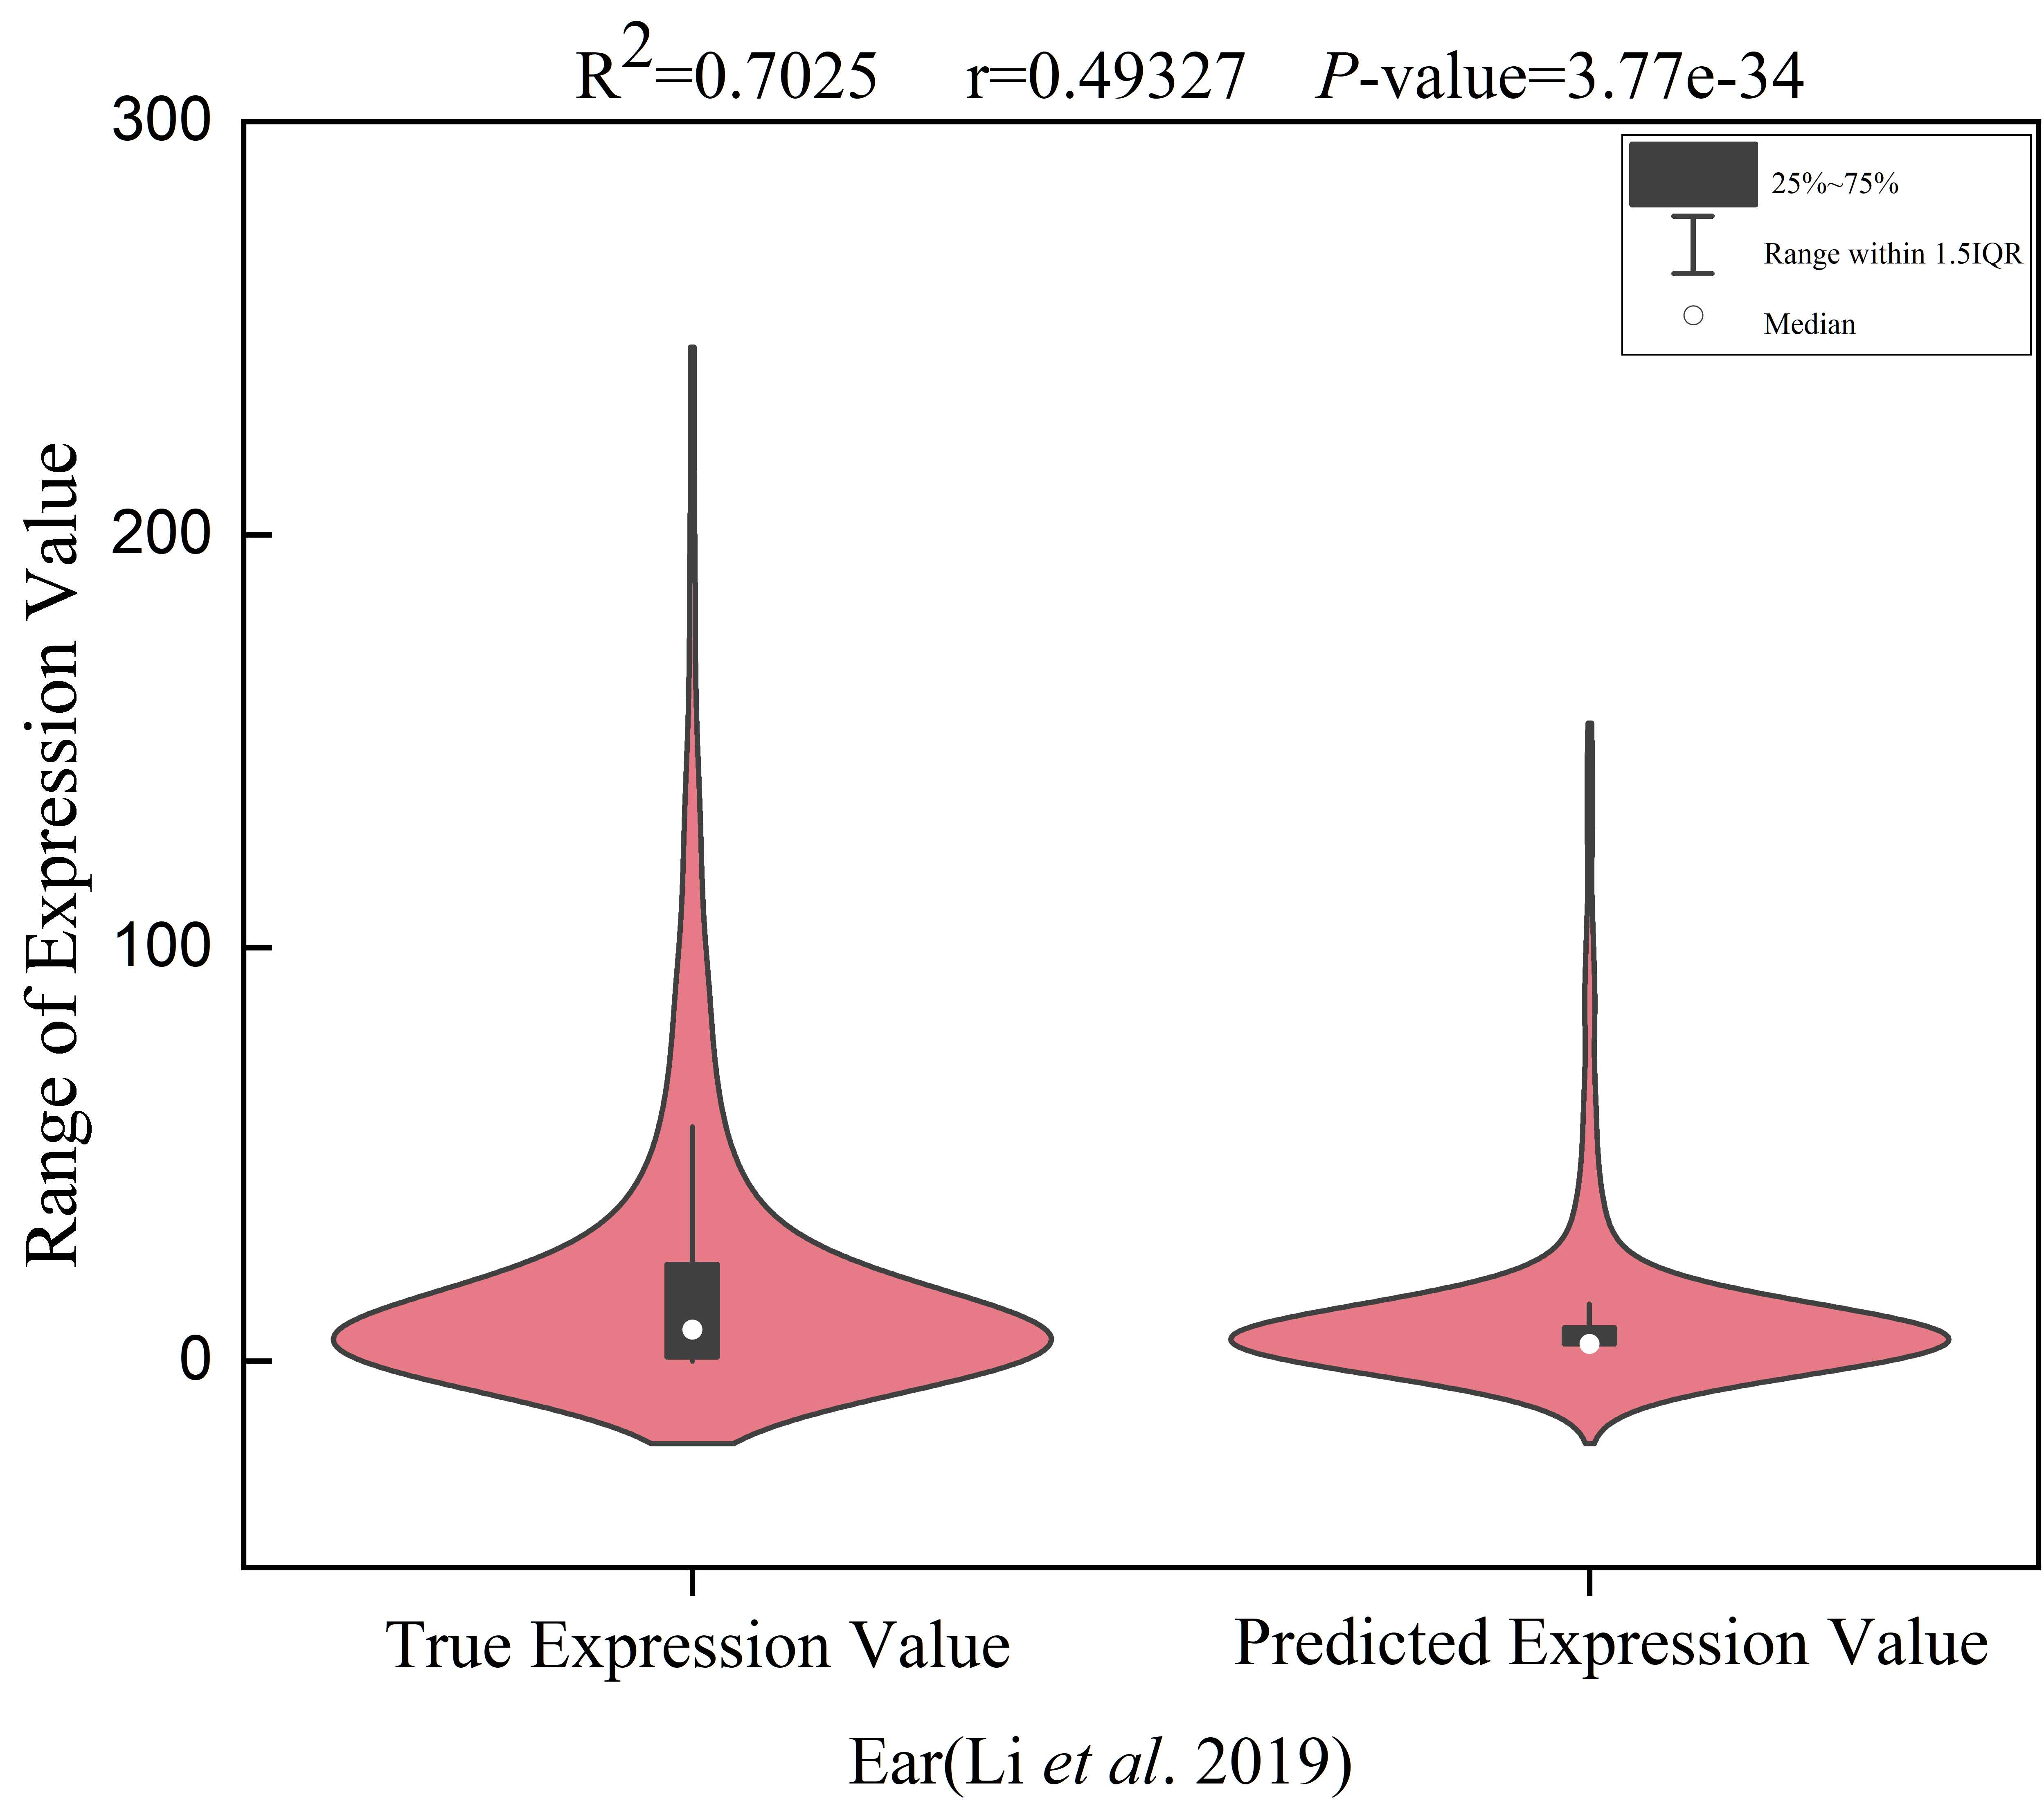 R²=0.7025 r=0.49327 P-value=3.77e-34
300
25%~75%
Range within 1.5IQR
Median
200
100
0
Range of Expression Value
True Expression Value Predicted Expression Value
Ear(Li et al. 2019)